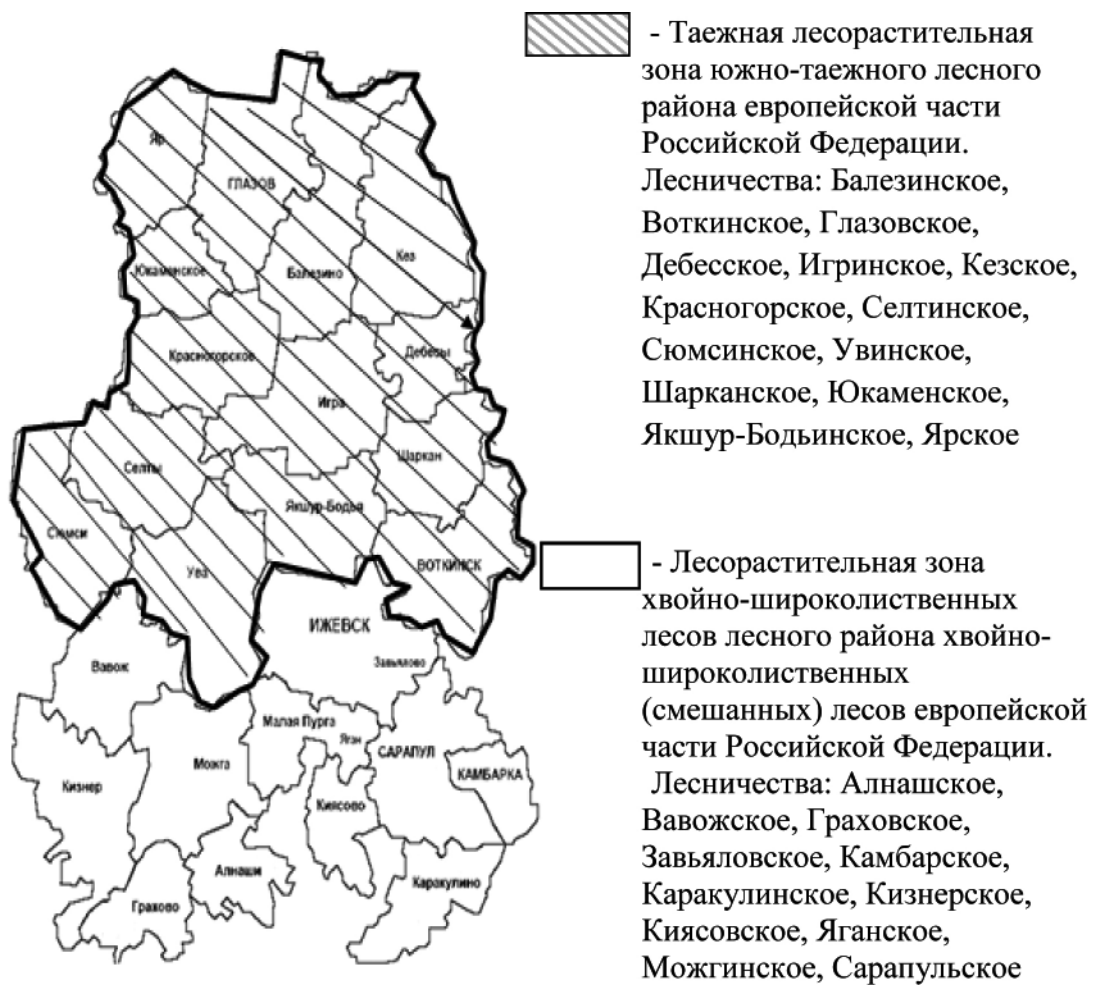 - Таежная лесорастительная
зона южно-таежного лесного
района европейской части
Российской Федерации.
Лесничества: Балезинское,
Воткинское, Глазовское,
Дебесское, Игринское, Кезское,
Красногорское, Селтинское,
Сюмсинское, Увинское,
Шарканское, Юкаменское,
Якшур-Бодьинское, Ярское
- Лесорастительная зона
хвойно-широколиственных
лесов лесного района хвойно-
широколиственных
(смешанных) лесов европейской
части Российской Федерации.
Лесничества: Алнашское,
Вавожское, Граховское,
Завьяловское, Камбарское,
Каракулинское, Кизнерское,
Киясовское, Яганское,
Можгинское, Сарапульское
Яр
ГЛАЗОВ
Юкаменское
Балезино
Кез
Красногорское
Дебесы
Игра
Селты
Шаркан
Якшур-Бодья
Сюмси
Ува
ВОТКИНСК
ИЖЕВСК
Завьялово
Вавож
Малая Пурга
Яган
САРАПУЛ
Можга
КАМБАРКА
Кизнер
Киясово
Алнаши
Каракулино
Грахово